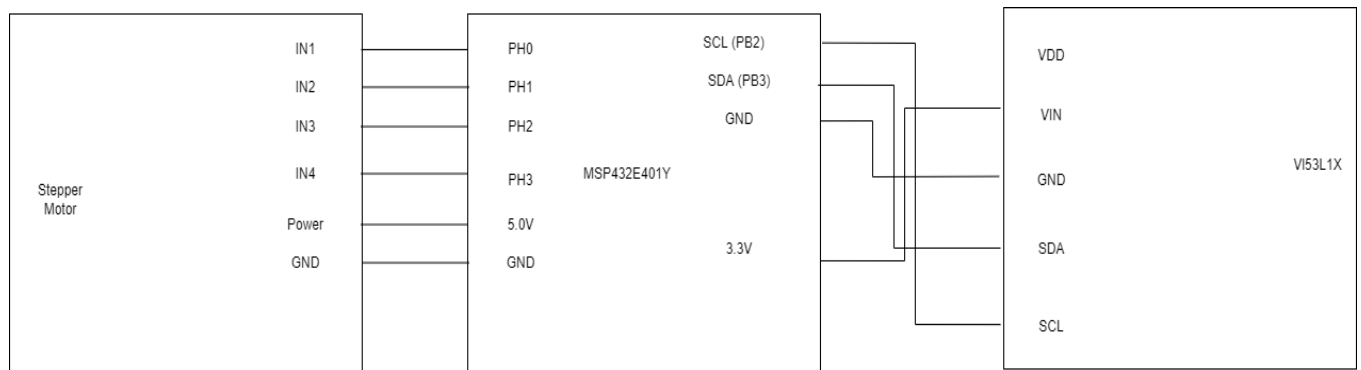 Stepper
Motor
IN1
IN2
IN3
IN4
Power
GND
PH0
PH1
PH2
PH3
5.0V
GND
MSP432E401Y
SCL (PB2)
SDA (PB3)
GND
3.3V
VDD
VIN
GND
SDA
SCL
VI53L1X